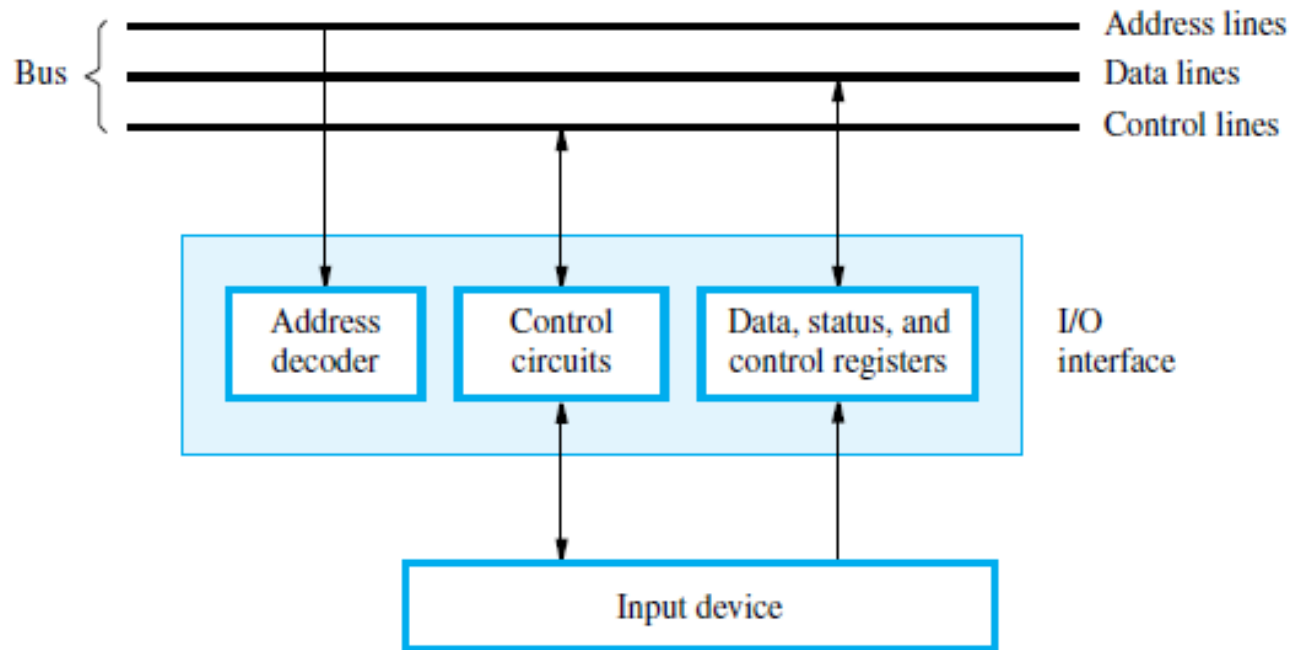 Address lines
Bus
Data lines
Control lines
Address
decoder
Control
circuits
Data, status, and
control registers
I/O
interface
Input device